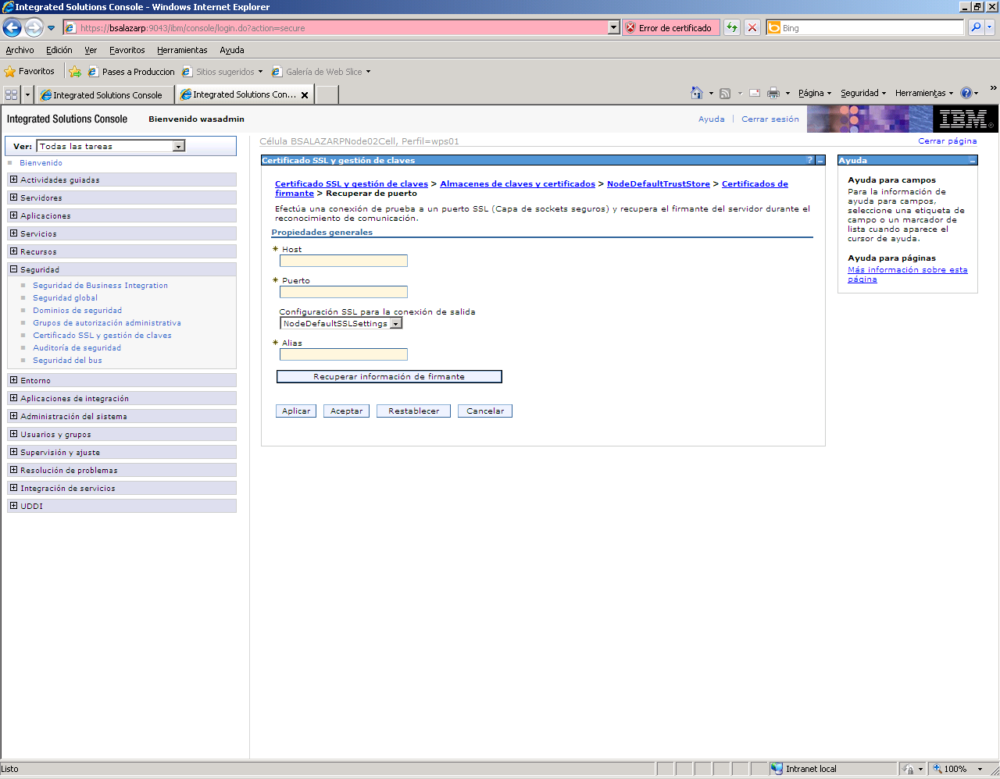 Integrated Solutions Console - Windows Internet Explorer
https://bsalazarp:9043/ibm/console/login.do?action=secure
Error de certificado
Bing
Archivo Edición Ver Favoritos Herramientas Ayuda
Favoritos Pases a Produccion Sitios sugeridos Galería de Web Slice
Integrated Solutions Console
Integrated Solutions Con...
Página Seguridad Herramientas
Integrated Solutions Console Bienvenido wasadmin
Ayuda | Cerrar sesión
IBM
Ver: Todas las tareas
Bienvenido
Actividades guiadas
Servidores
Aplicaciones
Servicios
Recursos
Seguridad
Seguridad de Business Integration
Seguridad global
Dominios de seguridad
Grupos de autorización administrativa
Certificado SSL y gestión de claves
Auditoría de seguridad
Seguridad del bus
Entorno
Aplicaciones de integración
Administración del sistema
Usuarios y grupos
Supervisión y ajuste
Resolución de problemas
Integración de servicios
UDDI
Célula BSALAZARPNode02Cell, Perfil=wps01
Cerrar página
Certificado SSL y gestión de claves
Certificado SSL y gestión de claves > Almacenes de claves y certificados > NodeDefaultTrustStore > Certificados de
firmante > Recuperar de puerto
Efectúa una conexión de prueba a un puerto SSL (Capa de sockets seguros) y recupera el firmante del servidor durante el
reconocimiento de comunicación.
Propiedades generales
* Host
* Puerto
Configuración SSL para la conexión de salida
NodeDefaultSSLSettings
* Alias
Recuperar información de firmante
Aplicar Aceptar Restablecer Cancelar
Ayuda
Ayuda para campos
Para la información de
ayuda para campos,
seleccione una etiqueta de
campo o un marcador de
lista cuando aparece el
cursor de ayuda.
Ayuda para páginas
Más información sobre esta
página
Listo
Intranet local
100%